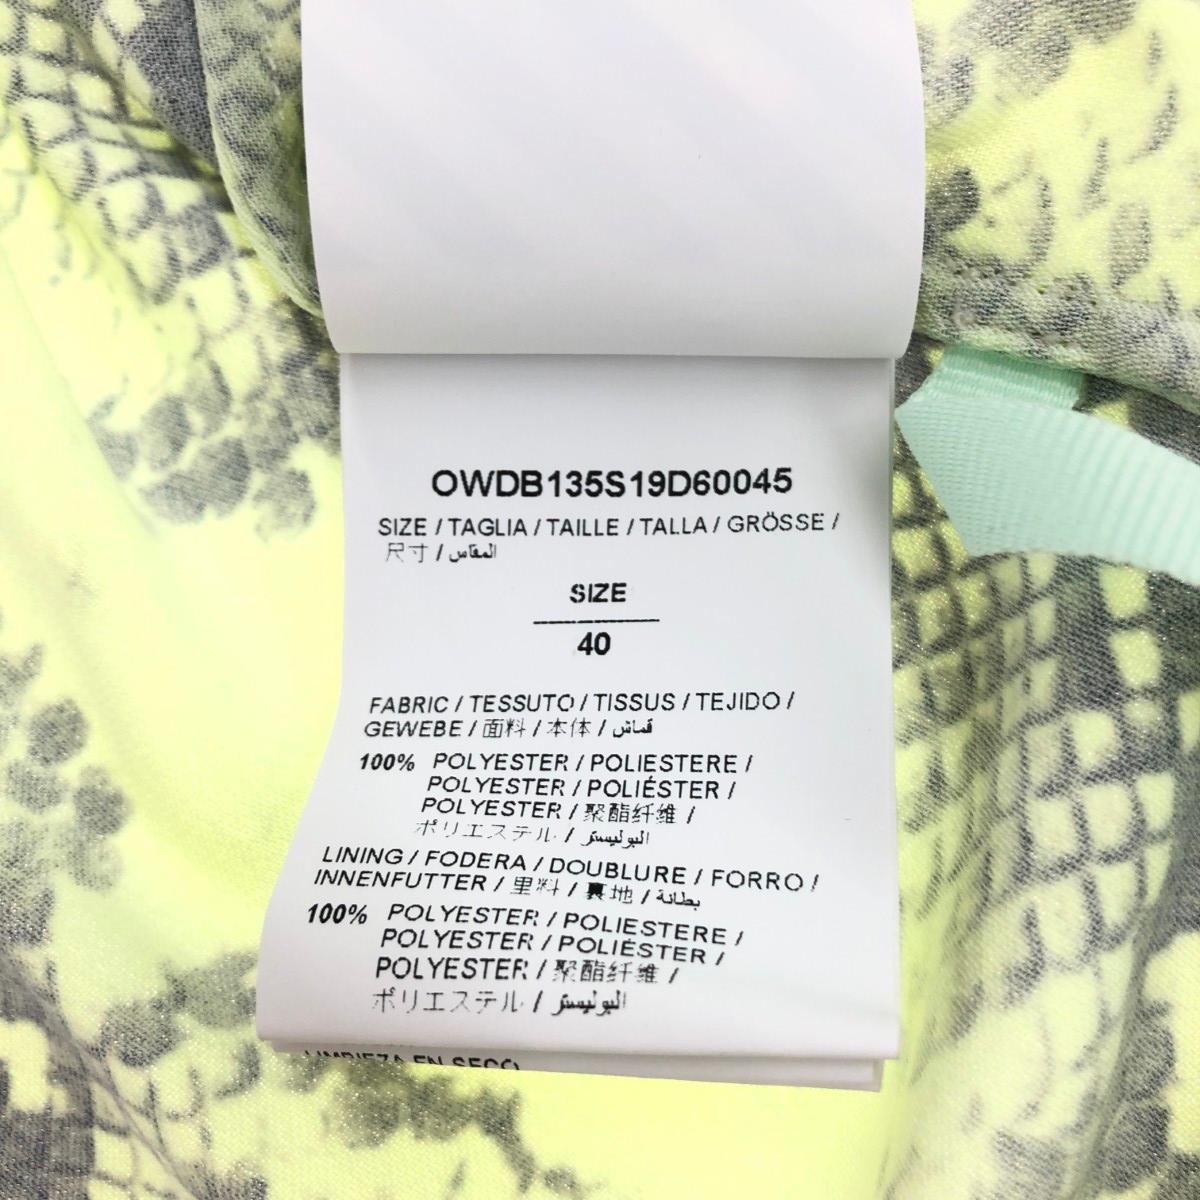 OWDB135S19D60045
SIZE / TAGLIA / TAILLE / TALLA / GRÖSSE /
尺寸 / المقاس
SIZE
40
FABRIC / TESSUTO / TISSUS / TEJIDO /
GEWEBE / 面料 / 本体 / قماش
100% POLYESTER / POLIESTERE /
POLYESTER / POLIÉSTER /
POLYESTER / 聚酯纤维 /
ポリエステル / البوليستر
LINING / FODERA / DOUBLURE / FORRO /
INNENFUTTER / 里料 / 裏地 / بطانة
100% POLYESTER / POLIESTERE /
POLYESTER / POLIÉSTER /
POLYESTER / 聚酯纤维 /
ポリエステル / البوليستر
LIMPIEZA EN SECO